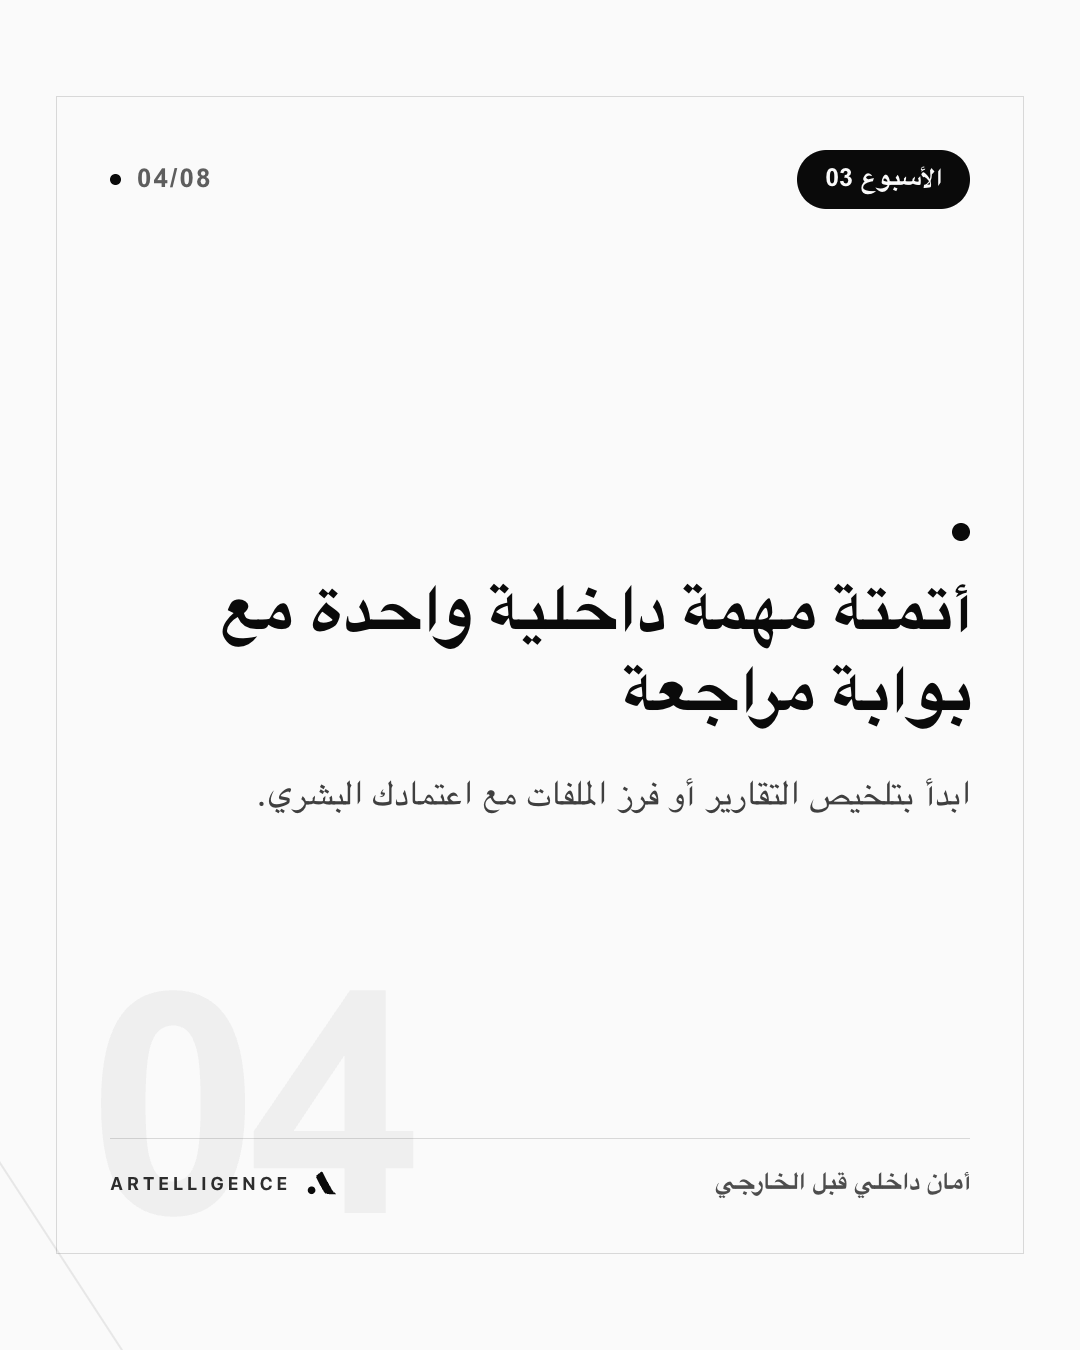 الأسبوع 03
04/08
أتمتة مهمة داخلية واحدة مع
بوابة مراجعة
ابدأ بتلخيص التقارير أو فرز الملفات مع اعتمادك البشري.
04
أمان داخلي قبل الخارجي
ARTELLIGENCE